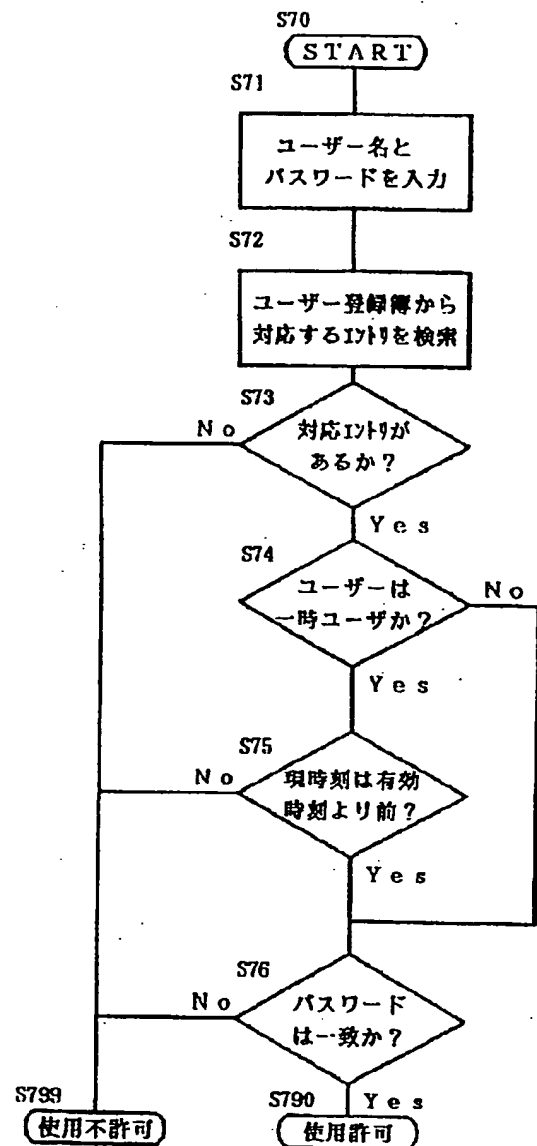 S70
START
S71
ユーザー名と
パスワードを入力
S72
ユーザー登録簿から
対応するエントリを検索
S73
No
対応エントリが
あるか?
Yes
S74
No
ユーザーは
一時ユーザか?
Yes
S75
No
現時刻は有効
時刻より前?
Yes
S76
No
パスワード
は一致か?
S799
S790
Yes
使用不許可
使用許可